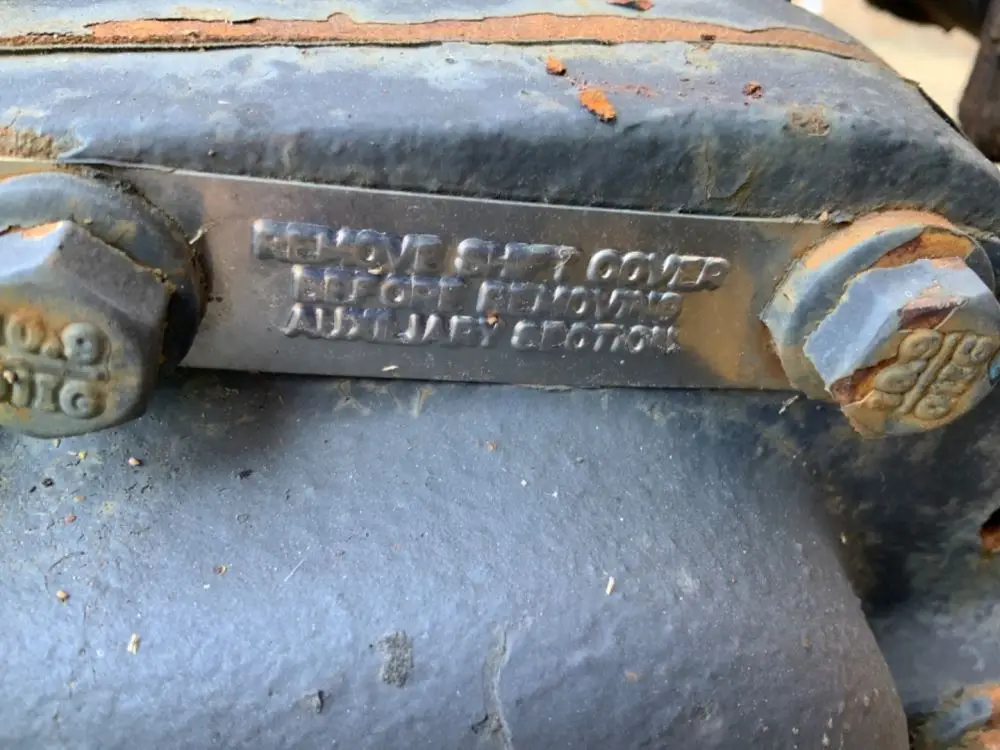 REMOVE SHIFT COVER
BEFORE REMOVING
AUXILIARY SECTION